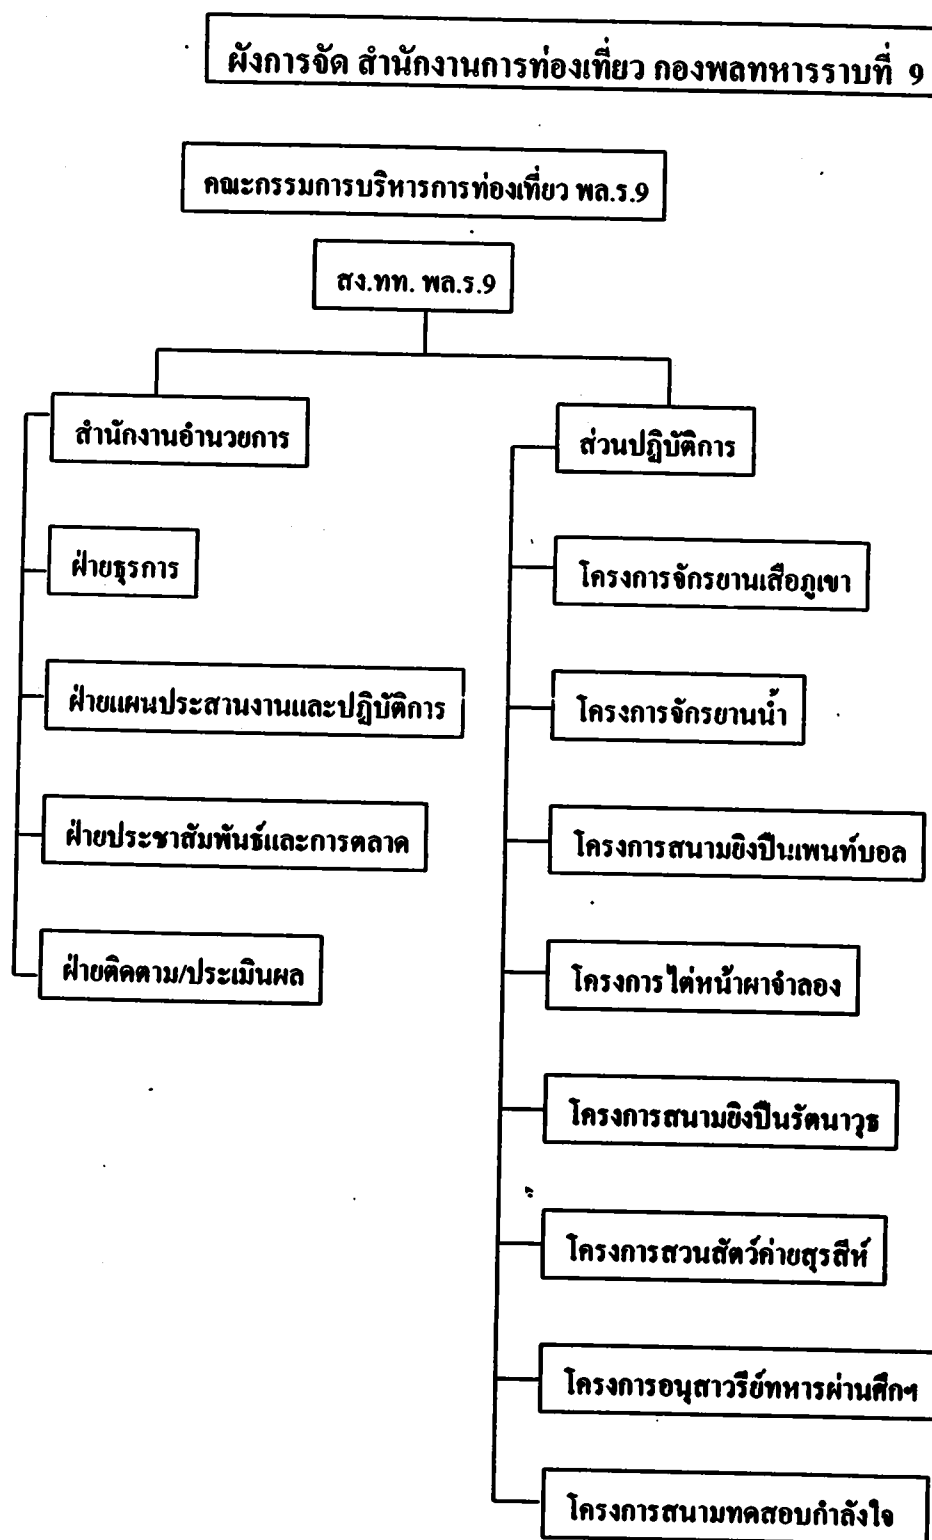 ผังการจัด สำนักงานการท่องเที่ยว กองพลทหารราบที่ 9
คณะกรรมการบริหารการท่องเที่ยว พล.ร.9
สง.ทท. พล.ร.9
สำนักงานอำนวยการ
ฝ่ายธุรการ
ฝ่ายแผนประสานงานและปฏิบัติการ
ฝ่ายประชาสัมพันธ์และการตลาด
ฝ่ายติดตาม/ประเมินผล
ส่วนปฏิบัติการ
โครงการจักรยานเสือภูเขา
โครงการจักรยานน้ำ
โครงการสนามยิงปืนเพนท์บอล
โครงการไต่หน้าผาจำลอง
โครงการสนามยิงปืนรัตนาวุธ
โครงการสวนสัตว์ค่ายสุรสีห์
โครงการอนุสาวรีย์ทหารผ่านศึกฯ
โครงการสนามทดสอบกำลังใจ